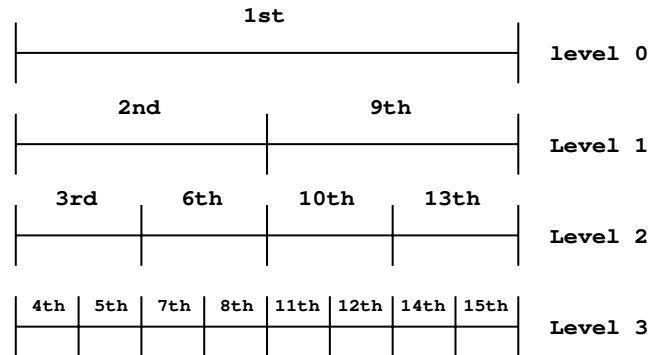 1st
level 0
2nd 9th
Level 1
3rd 6th 10th 13th
Level 2
4th 5th 7th 8th 11th 12th 14th 15th
Level 3